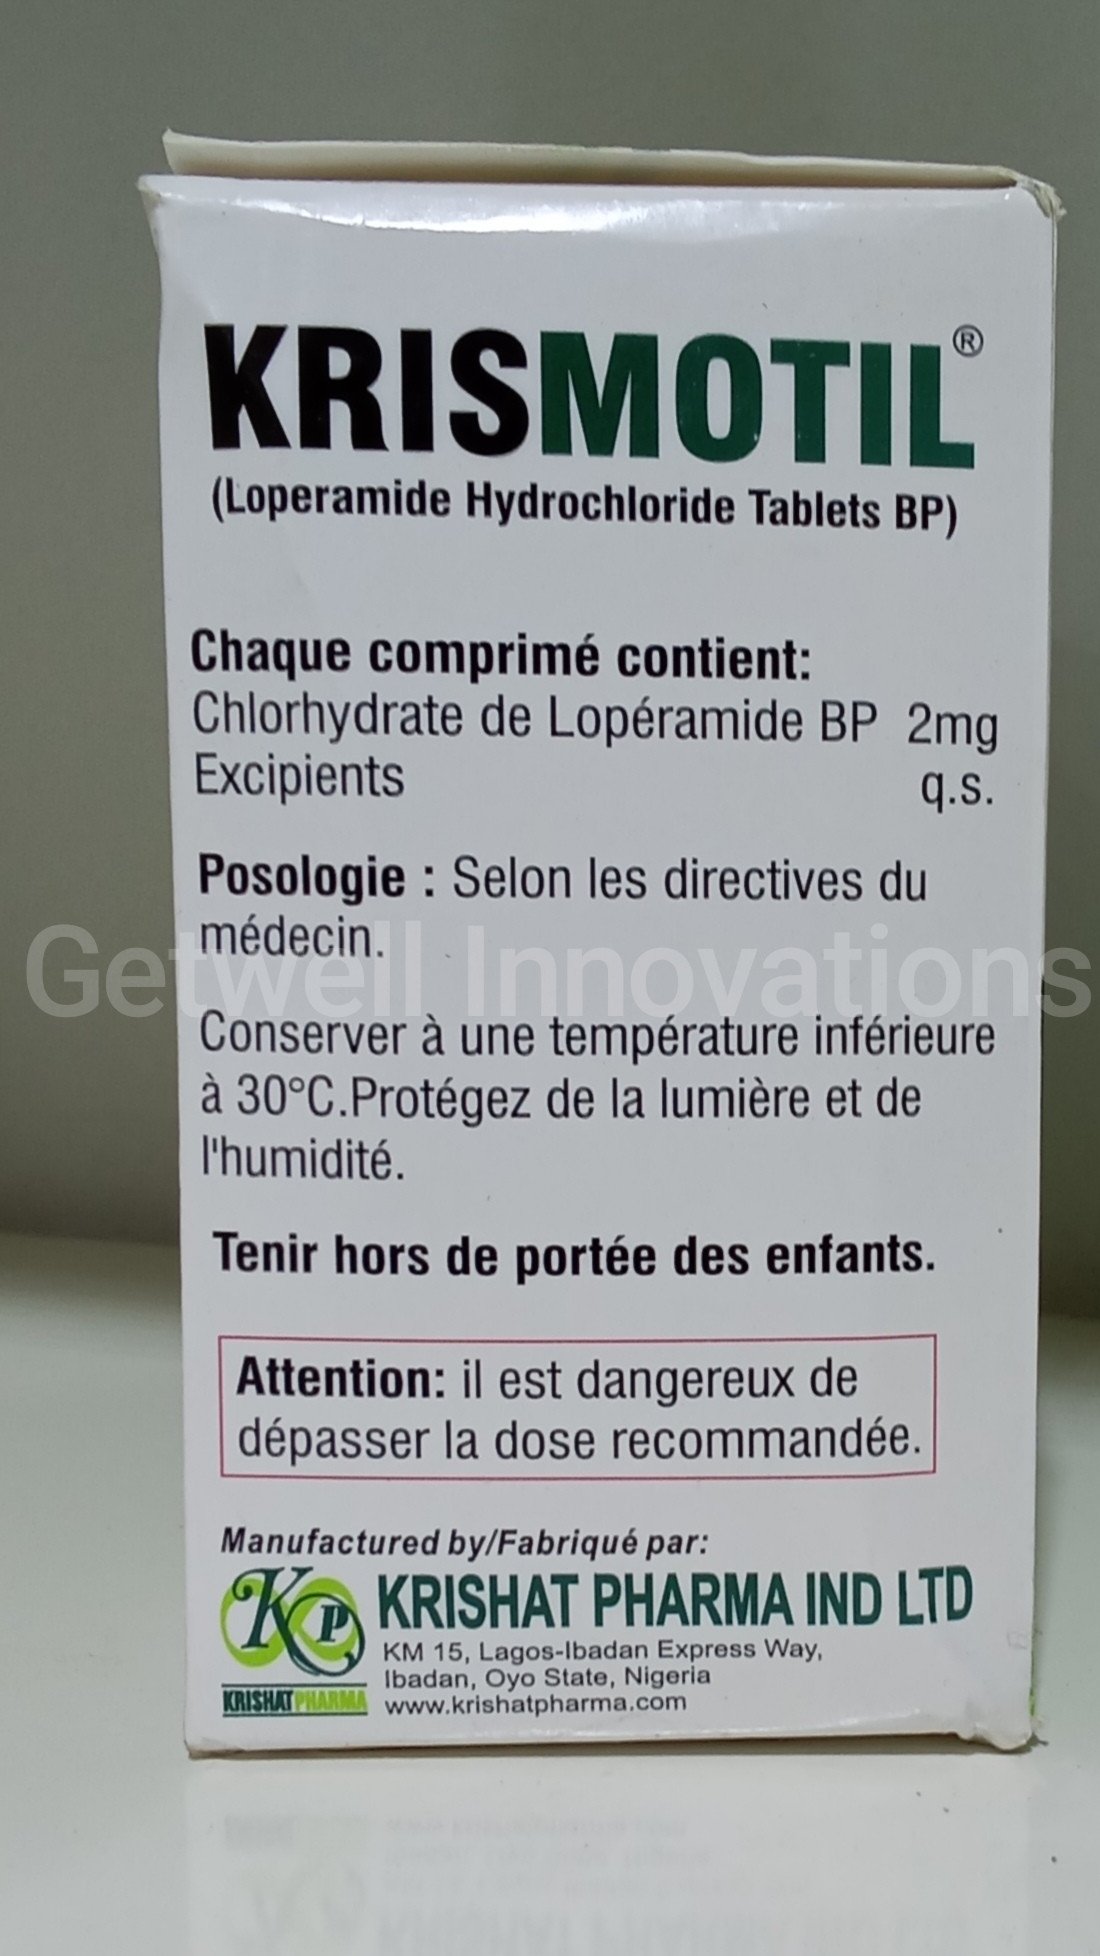 KRISMOTIL®
(Loperamide Hydrochloride Tablets BP)
Chaque comprimé contient:
Chlorhydrate de Lopéramide BP 2mg
Excipients q.s.
Posologie : Selon les directives du
médecin.
Getwell Innovations
Conserver à une température inférieure
à 30°C.Protégez de la lumière et de
l'humidité.
Tenir hors de portée des enfants.
Attention: il est dangereux de
dépasser la dose recommandée.
Manufactured by/Fabriqué par:
KP KRISHAT PHARMA IND LTD
KM 15, Lagos-Ibadan Express Way,
Ibadan, Oyo State, Nigeria
KRISHATPHARMA www.krishatpharma.com